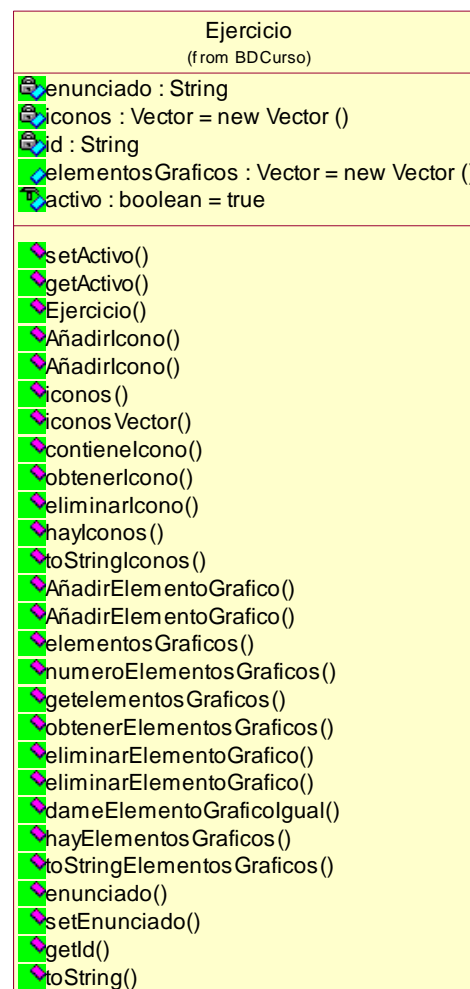 Ejercicio
(from BDCurso)
enunciado : String
iconos : Vector = new Vector ()
id : String
elementosGraficos : Vector = new Vector ()
activo : boolean = true
setActivo()
getActivo()
Ejercicio()
AñadirIcono()
AñadirIcono()
iconos()
iconosVector()
contieneIcono()
obtenerIcono()
eliminarIcono()
hayIconos()
toStringIconos()
AñadirElementoGrafico()
AñadirElementoGrafico()
elementosGraficos()
numeroElementosGraficos()
getelementosGraficos()
obtenerElementosGraficos()
eliminarElementoGrafico()
eliminarElementoGrafico()
dameElementoGraficoIgual()
hayElementosGraficos()
toStringElementosGraficos()
enunciado()
setEnunciado()
getId()
toString()